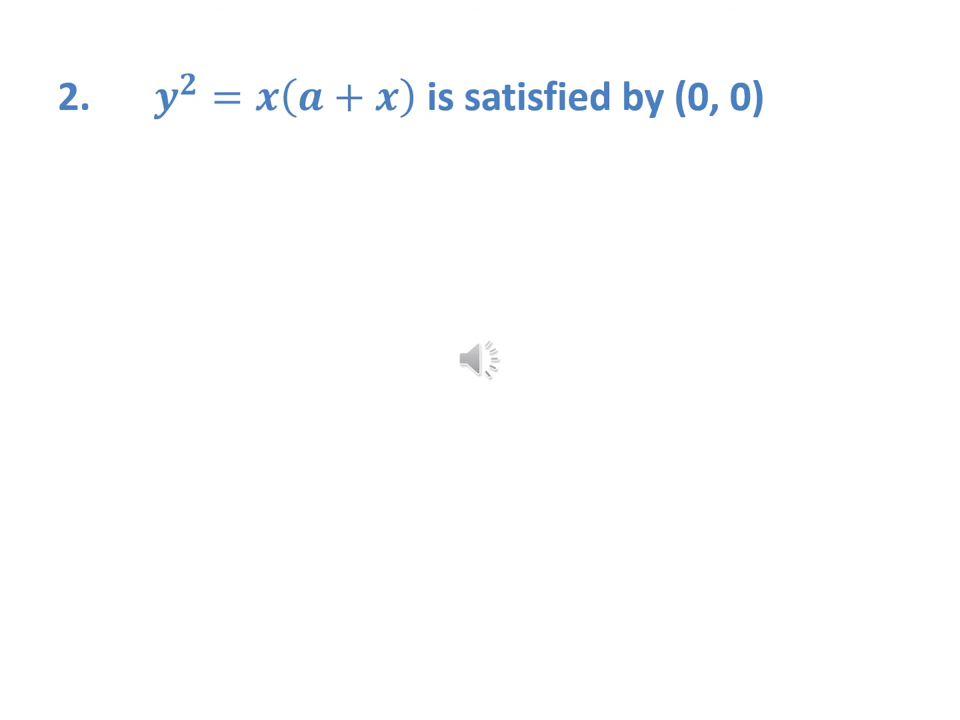 2. y² = x(a + x) is satisfied by (0, 0)